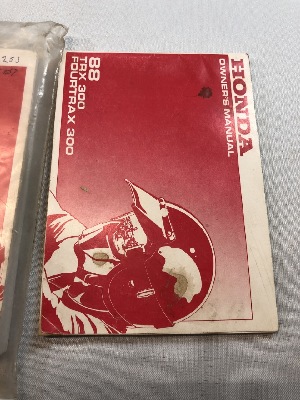 HONDA
OWNER'S MANUAL
88
TRX 300
FOURTRAX 300